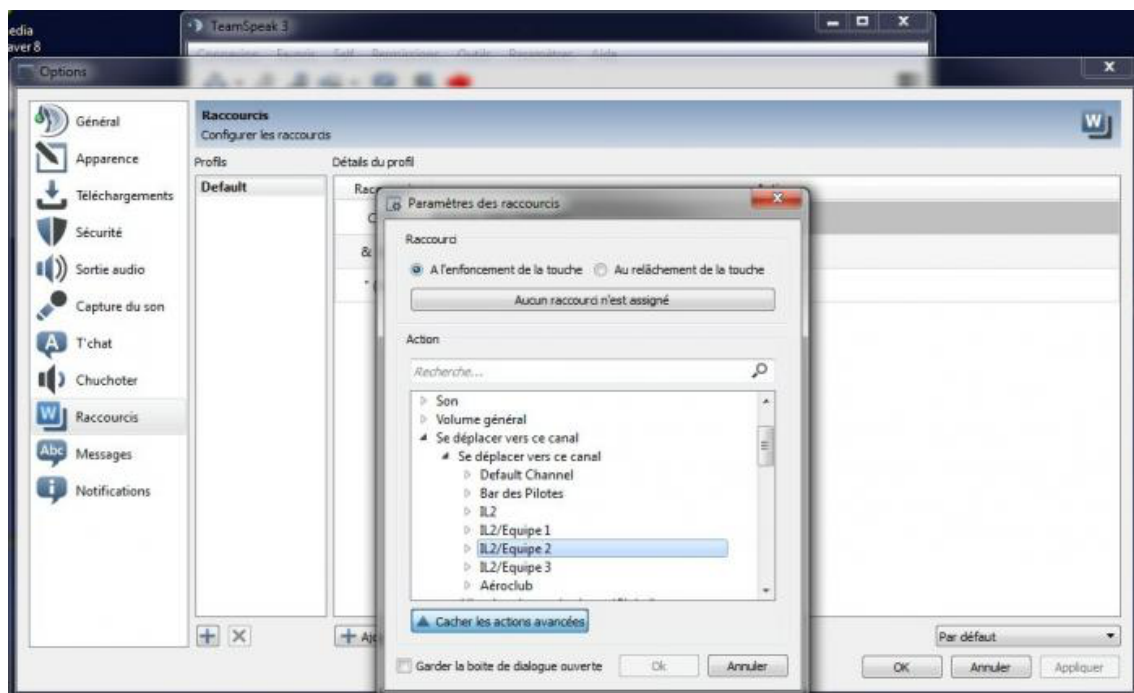 edia
aver 8
TeamSpeak 3
Options
Général
Apparence
Téléchargements
Sécurité
Sortie audio
Capture du son
T'chat
Chuchoter
Raccourcis
Messages
Notifications
Raccourcis
Configurer les raccourcis
Profils
Default
Détails du profil
Paramètres des raccourcis
Raccourci
A l'enfoncement de la touche
Au relâchement de la touche
Aucun raccourci n'est assigné
Action
Recherche...
Son
Volume général
Se déplacer vers ce canal
Se déplacer vers ce canal
Default Channel
Bar des Pilotes
IL2
IL2/Equipe 1
IL2/Equipe 2
IL2/Equipe 3
Aéroclub
Cacher les actions avancées
Garder la boite de dialogue ouverte
Ok
Annuler
Par défaut
OK
Annuler
Appliquer